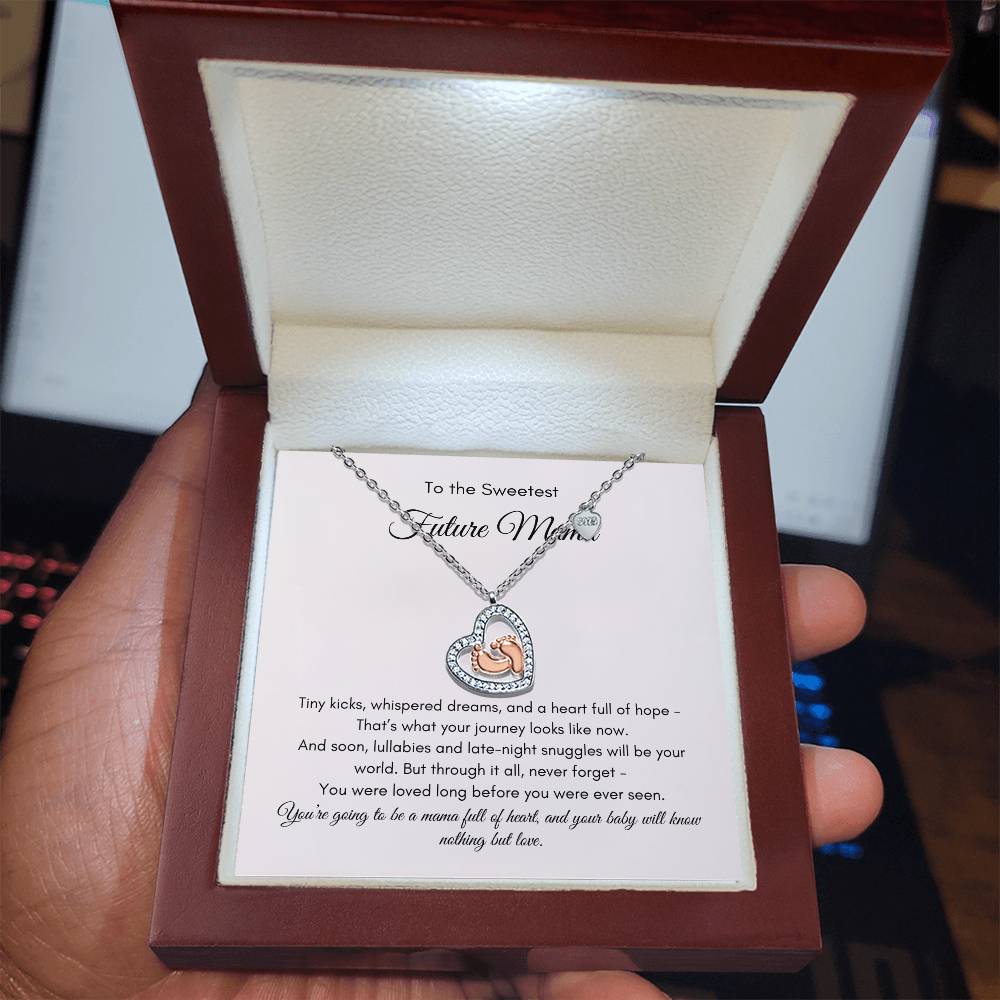 To the Sweetest
Future Mama
Tiny kicks, whispered dreams, and a heart full of hope –
That's what your journey looks like now.
And soon, lullabies and late-night snuggles will be your
world. But through it all, never forget –
You were loved long before you were ever seen.
You're going to be a mama full of heart, and your baby will know
nothing but love.